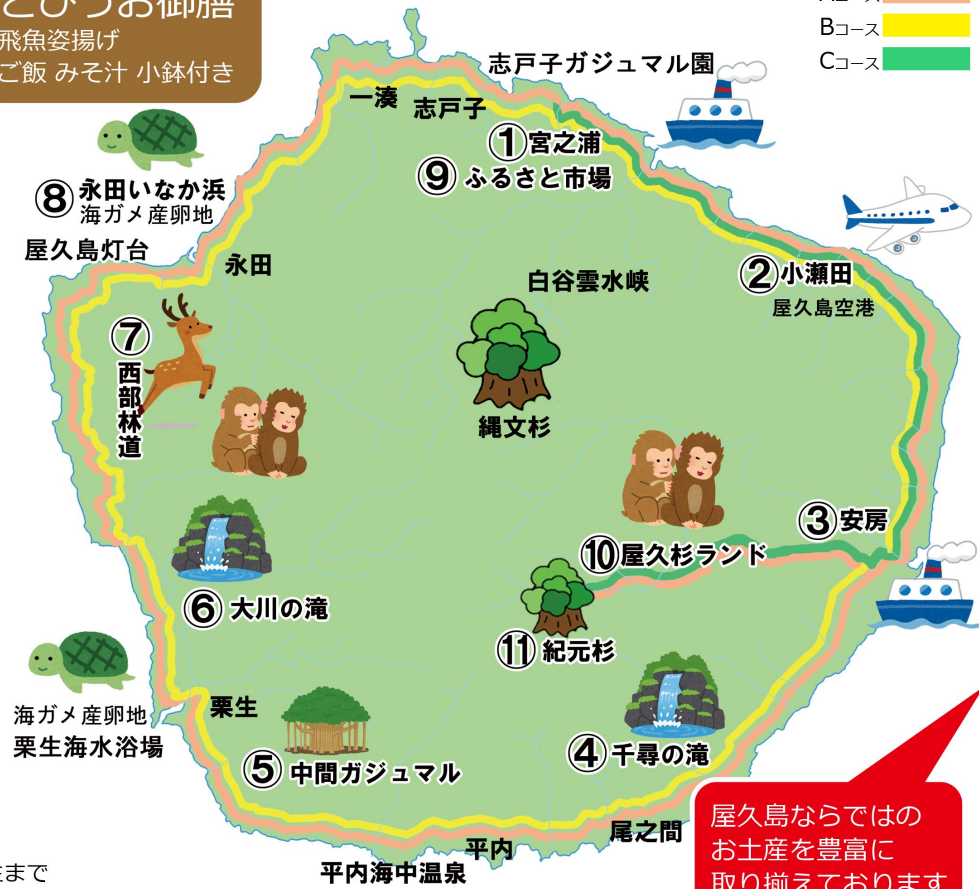 とびうお御膳
飛魚姿揚げ
ご飯 みそ汁 小鉢付き
Bコース
Cコース
志戸子ガジュマル園
一湊
志戸子
①宮之浦
⑨ふるさと市場
⑧永田いなか浜
海ガメ産卵地
屋久島灯台
永田
白谷雲水峡
②小瀬田
屋久島空港
⑦西部林道
縄文杉
③安房
⑩屋久杉ランド
⑥大川の滝
⑪紀元杉
海ガメ産卵地
栗生海水浴場
栗生
⑤中間ガジュマル
④千尋の滝
尾之間
平内
平内海中温泉
屋久島ならではの
お土産を豊富に
取り揃えております
まで